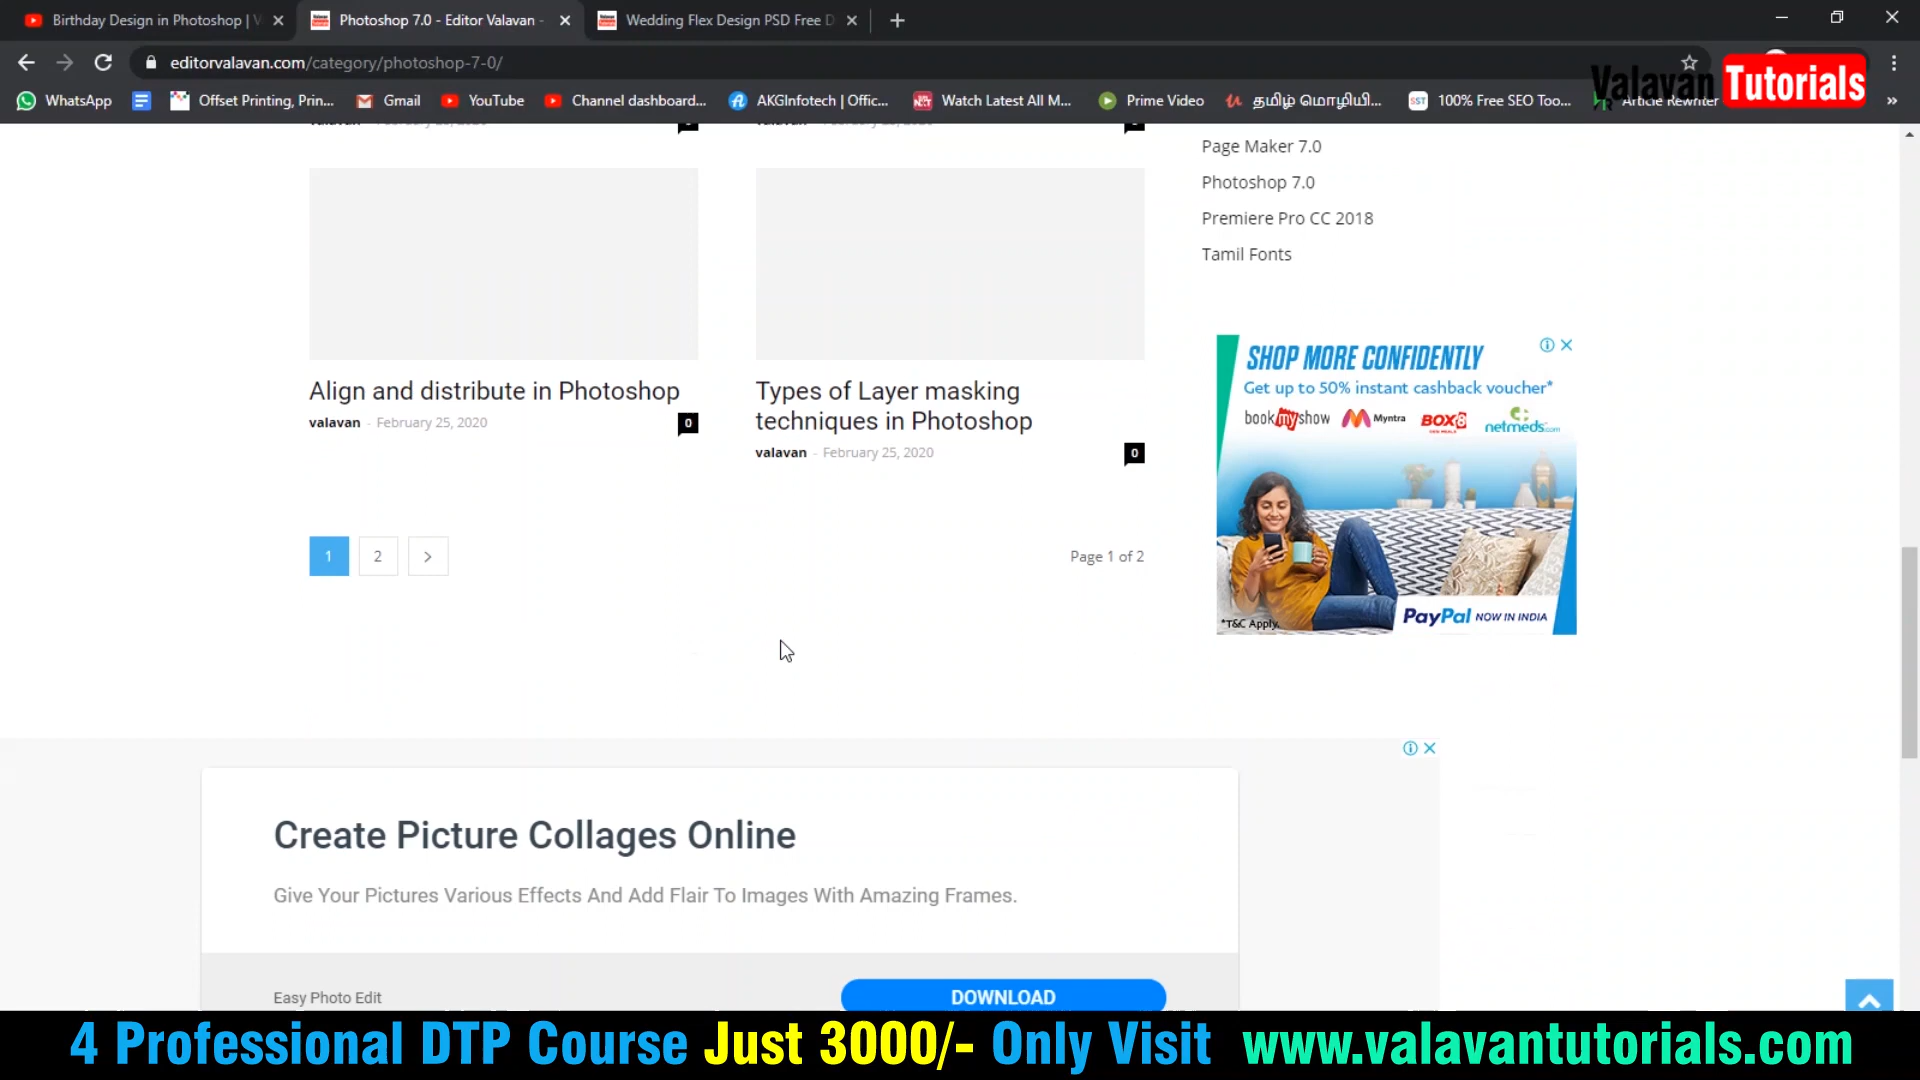 Birthday Design in Photoshop | V
Photoshop 7.0 - Editor Valavan -
Wedding Flex Design PSD Free D
editorvalavan.com/category/photoshop-7-0/
Valavan Tutorials
WhatsApp
Offset Printing, Prin...
Gmail
YouTube
Channel dashboard...
AKGInfotech | Offic...
Watch Latest All M...
Prime Video
தமிழ் மொழியி...
SST
100% Free SEO Too...
Article Rewriter
»
Page Maker 7.0
Photoshop 7.0
Premiere Pro CC 2018
Tamil Fonts
Align and distribute in Photoshop
valavan - February 25, 2020
0
Types of Layer masking
techniques in Photoshop
valavan - February 25, 2020
0
SHOP MORE CONFIDENTLY
Get up to 50% instant cashback voucher*
bookmyshow
Myntra
BOX8
netmeds.com
*T&C Apply.
PayPal NOW IN INDIA
1
2
>
Page 1 of 2
Create Picture Collages Online
Give Your Pictures Various Effects And Add Flair To Images With Amazing Frames.
Easy Photo Edit
DOWNLOAD
4 Professional DTP Course Just 3000/- Only Visit www.valavantutorials.com